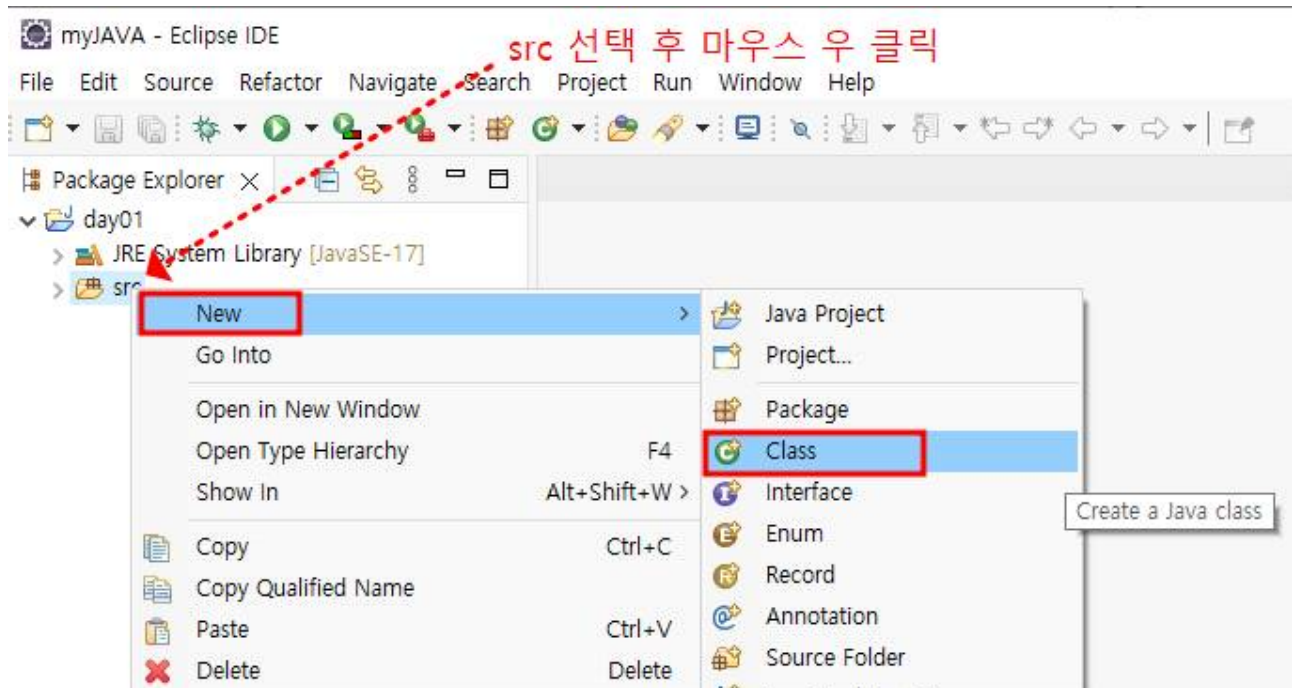 myJAVA - Eclipse IDE
src 선택 후 마우스 우 클릭
File Edit Source Refactor Navigate Search Project Run Window Help
Package Explorer
day01
JRE System Library [JavaSE-17]
src
New
Go Into
Open in New Window
Open Type Hierarchy F4
Show In Alt+Shift+W >
Copy Ctrl+C
Copy Qualified Name
Paste Ctrl+V
Delete Delete
Java Project
Project...
Package
Class
Interface
Create a Java class
Enum
Record
Annotation
Source Folder